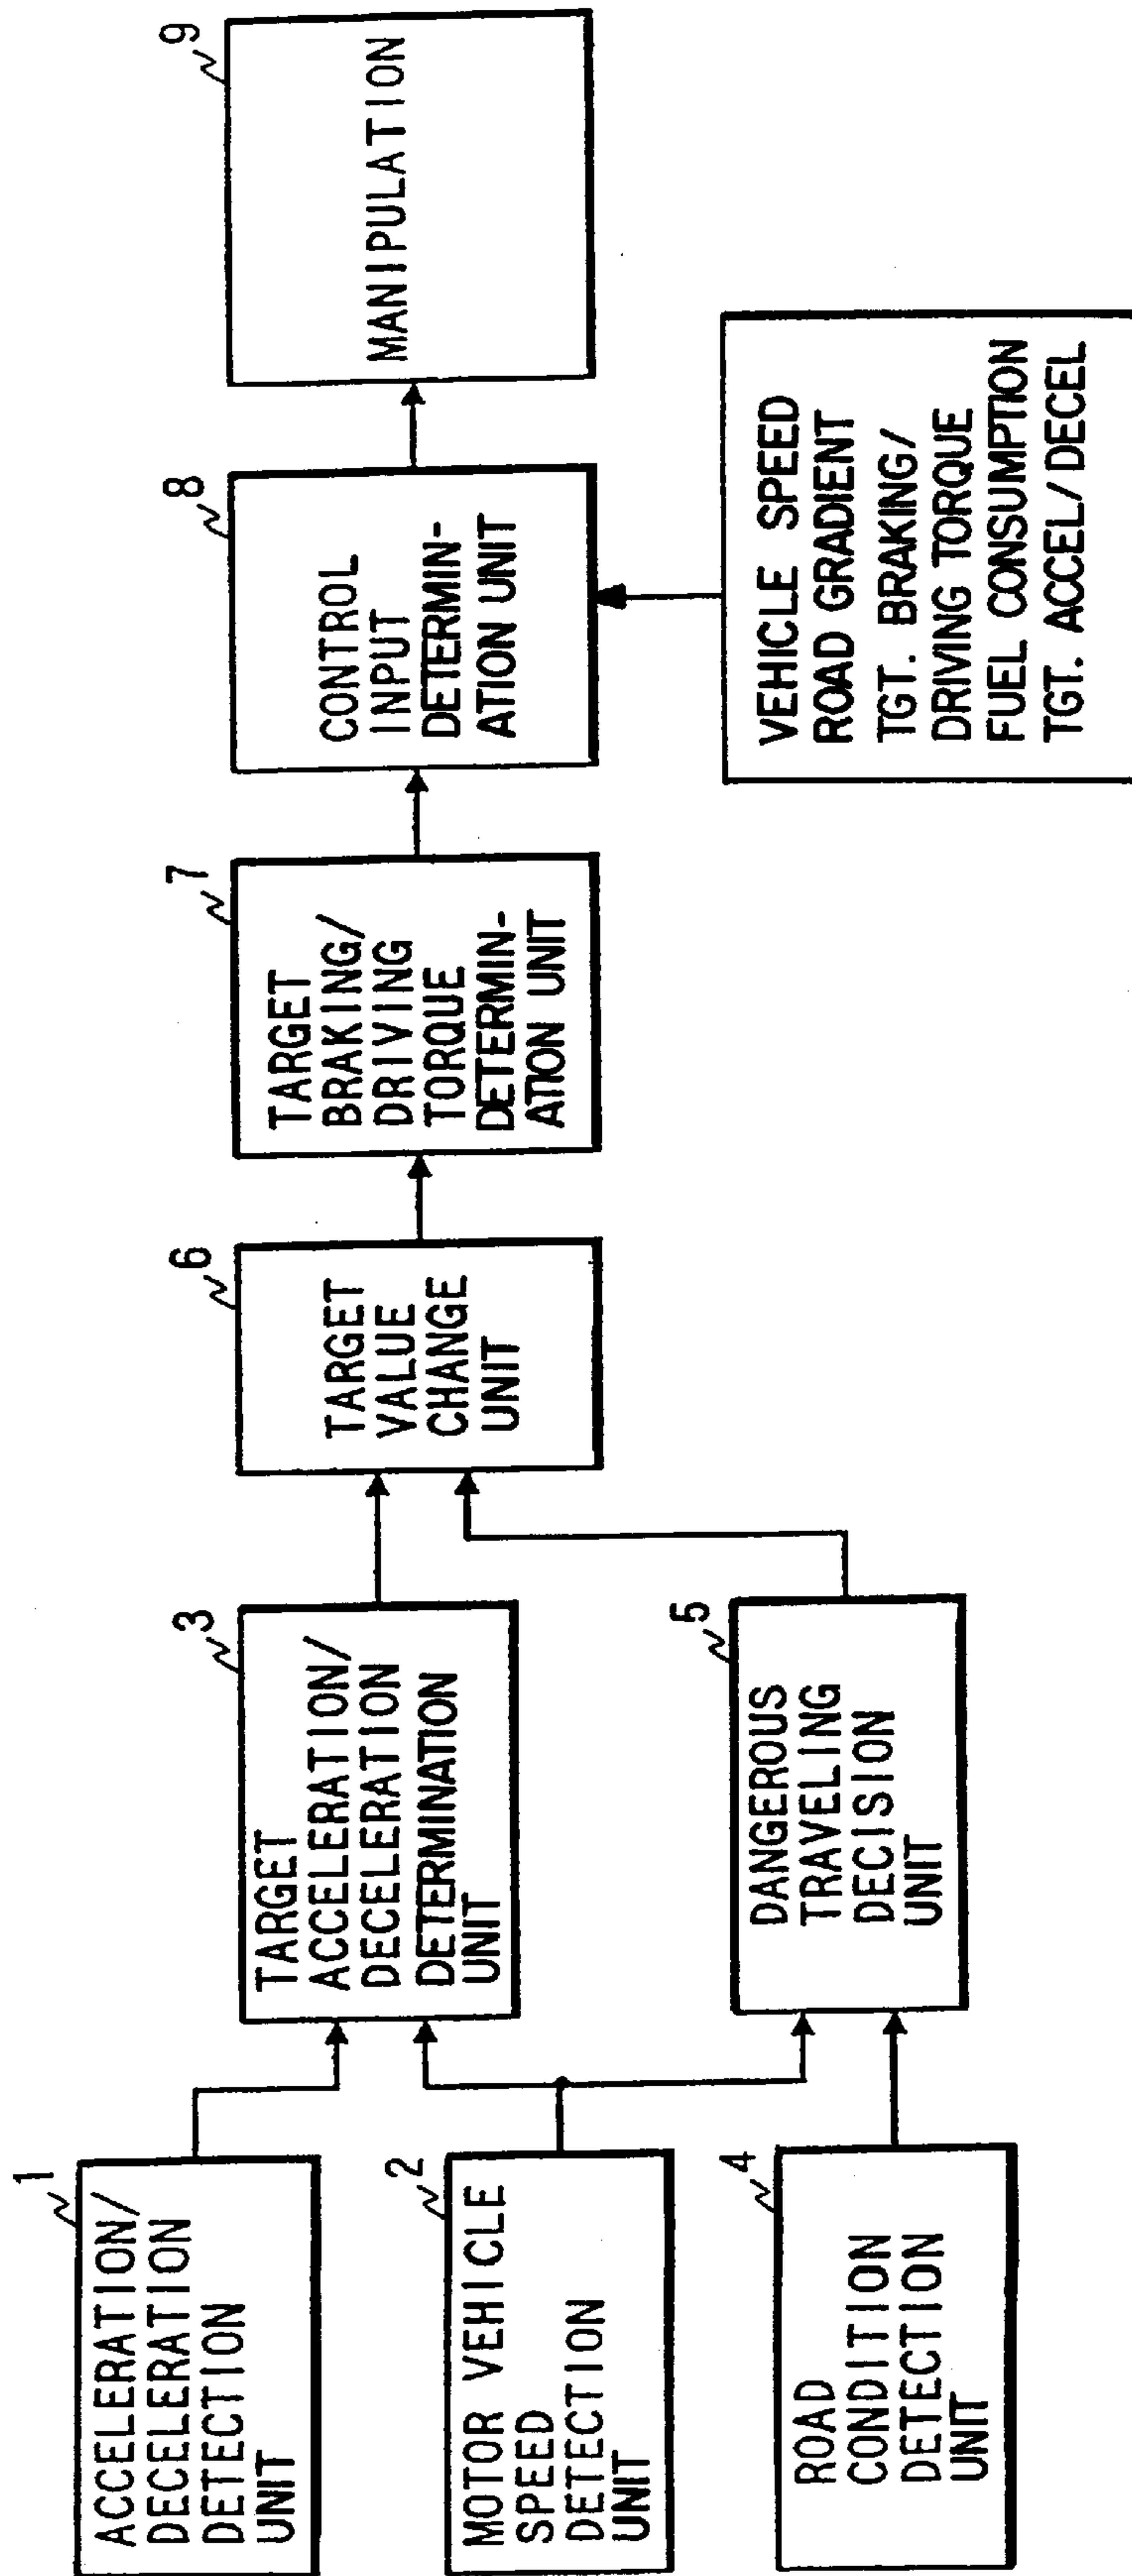 1
ACCELERATION/
DECELERATION
DETECTION
UNIT
2
MOTOR VEHICLE
SPEED
DETECTION
UNIT
4
ROAD
CONDITION
DETECTION
UNIT
3
TARGET
ACCELERATION/
DECELERATION
DETERMINATION
UNIT
5
DANGEROUS
TRAVELING
DECISION
UNIT
6
TARGET
VALUE
CHANGE
UNIT
7
TARGET
BRAKING/
DRIVING
TORQUE
DETERMIN-
ATION UNIT
8
CONTROL
INPUT
DETERMIN-
ATION UNIT
VEHICLE SPEED
ROAD GRADIENT
TGT. BRAKING/
DRIVING TORQUE
FUEL CONSUMPTION
TGT. ACCEL/DECEL
9
MANIPULATION